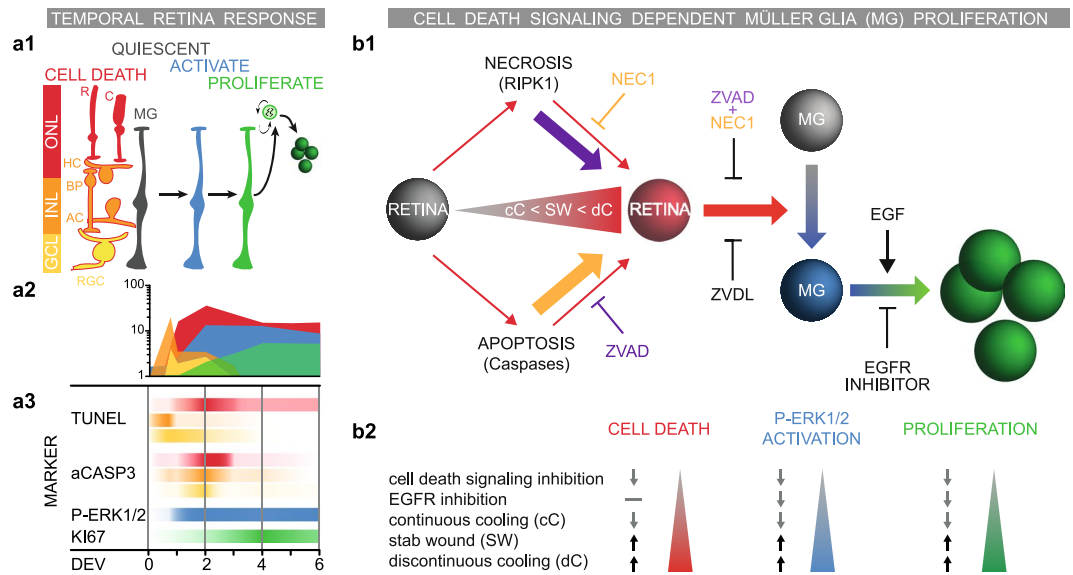 TEMPORAL RETINA RESPONSE
CELL DEATH SIGNALING DEPENDENT MÜLLER GLIA (MG) PROLIFERATION
a1
QUIESCENT
ACTIVATE
CELL DEATH
PROLIFERATE
R
C
MG
&
ONL
HC
BP
INL
AC
GCL
RGC
a2
100
10
1
a3
MARKER
TUNEL
aCASP3
P-ERK1/2
KI67
DEV 0 2 4 6
b1
NECROSIS
(RIPK1)
NEC1
ZVAD
+
NEC1
MG
RETINA
cC < SW < dC
RETINA
EGF
ZVDL
MG
APOPTOSIS
(Caspases)
ZVAD
EGFR
INHIBITOR
b2
CELL DEATH
P-ERK1/2
ACTIVATION
PROLIFERATION
cell death signaling inhibition
EGFR inhibition
continuous cooling (cC)
stab wound (SW)
discontinuous cooling (dC)